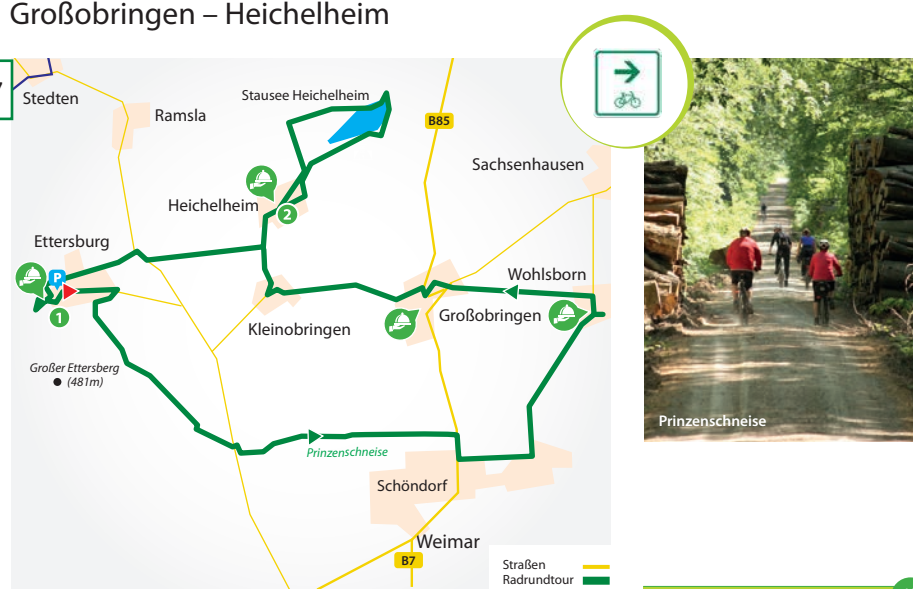 Großobringen – Heichelheim
Stedten
Ramsla
Stausee Heichelheim
B85
Sachsenhausen
Heichelheim
2
Ettersburg
P
1
Wohlsborn
Großobringen
Kleinobringen
Großer Ettersberg
(481m)
Prinzenschneise
Schöndorf
Weimar
B7
Straßen
Radrundtour
Prinzenschneise